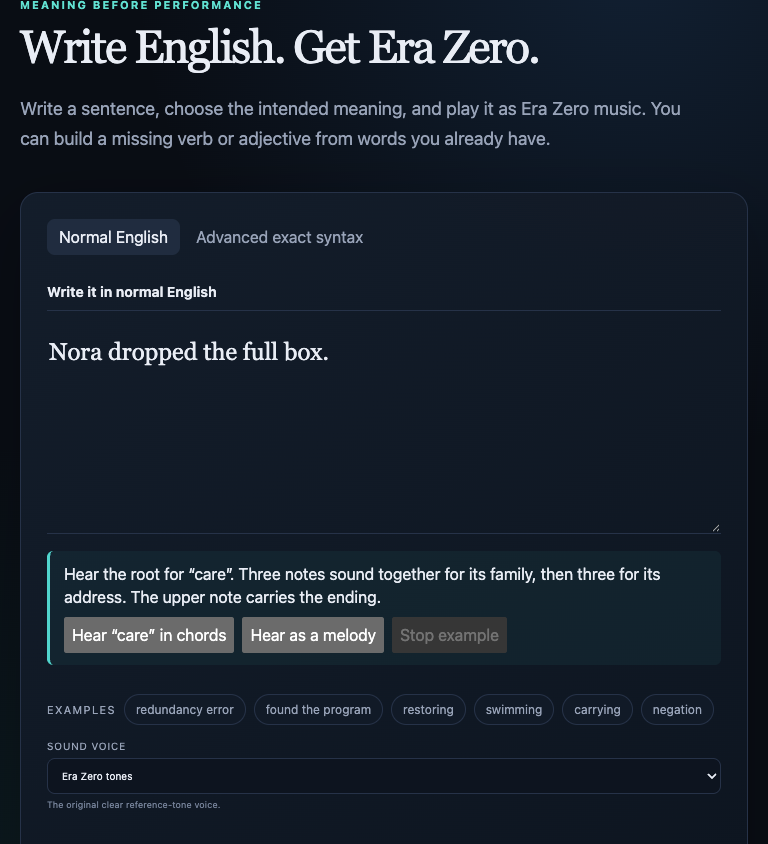 MEANING BEFORE PERFORMANCE
Write English. Get Era Zero.
Write a sentence, choose the intended meaning, and play it as Era Zero music. You
can build a missing verb or adjective from words you already have.
Normal English
Advanced exact syntax
Write it in normal English
Nora dropped the full box.
Hear the root for “care”. Three notes sound together for its family, then three for its
address. The upper note carries the ending.
Hear “care” in chords
Hear as a melody
Stop example
EXAMPLES
redundancy error
found the program
restoring
swimming
carrying
negation
SOUND VOICE
Era Zero tones
The original clear reference-tone voice.